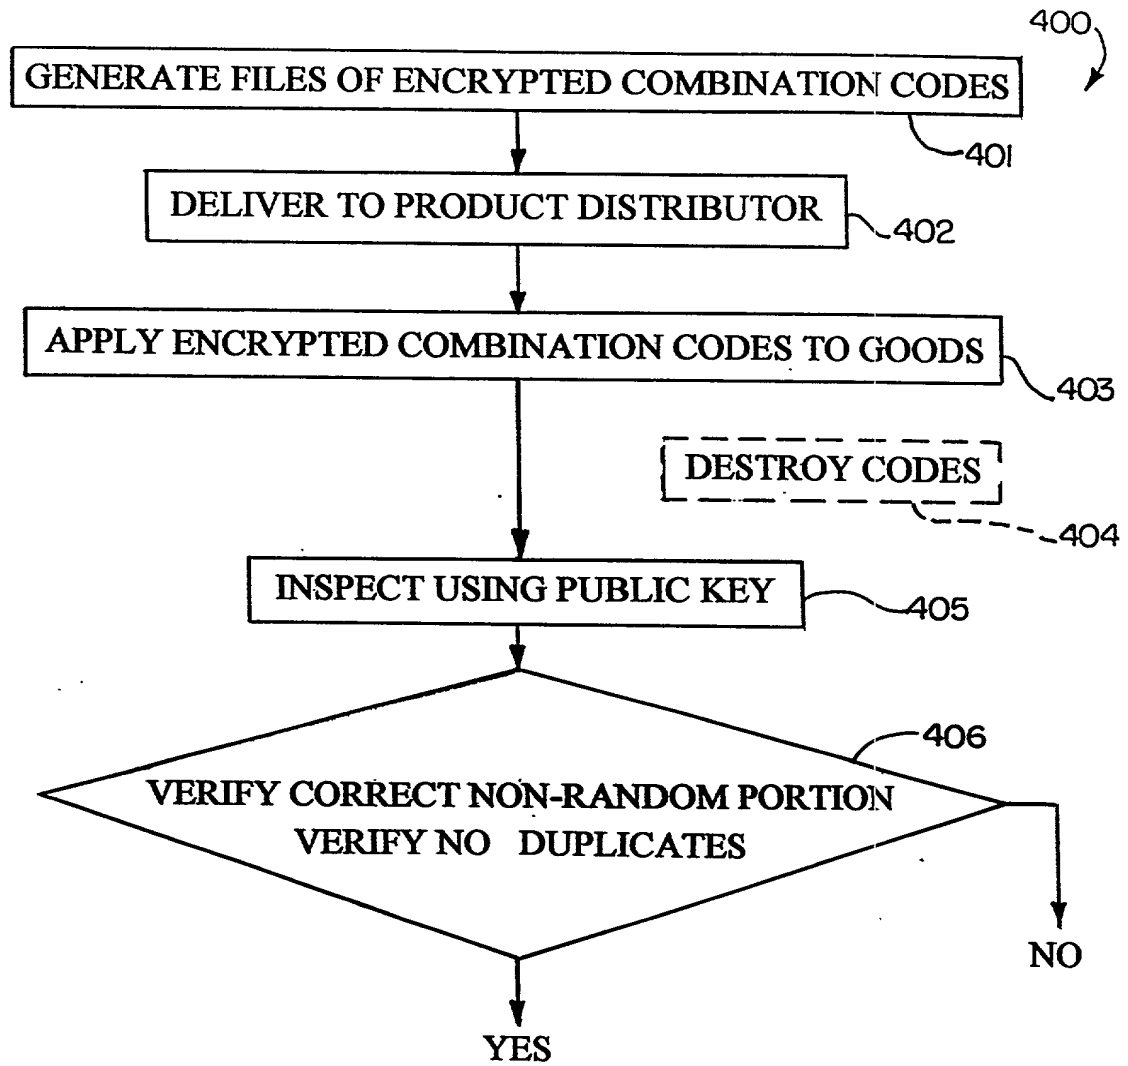 400
GENERATE FILES OF ENCRYPTED COMBINATION CODES
401
DELIVER TO PRODUCT DISTRIBUTOR
402
APPLY ENCRYPTED COMBINATION CODES TO GOODS
403
DESTROY CODES
404
INSPECT USING PUBLIC KEY
405
406
VERIFY CORRECT NON-RANDOM PORTION
VERIFY NO DUPLICATES
NO
YES